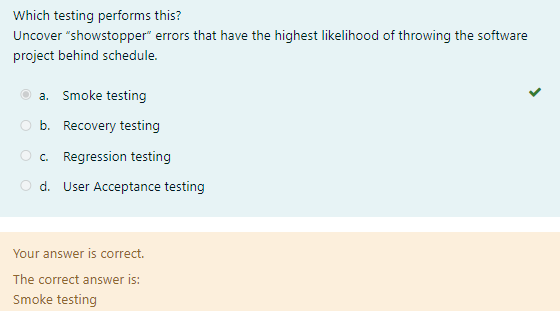 Which testing performs this?
Uncover "showstopper" errors that have the highest likelihood of throwing the software
project behind schedule.
a. Smoke testing
b. Recovery testing
c. Regression testing
d. User Acceptance testing
Your answer is correct.
The correct answer is:
Smoke testing